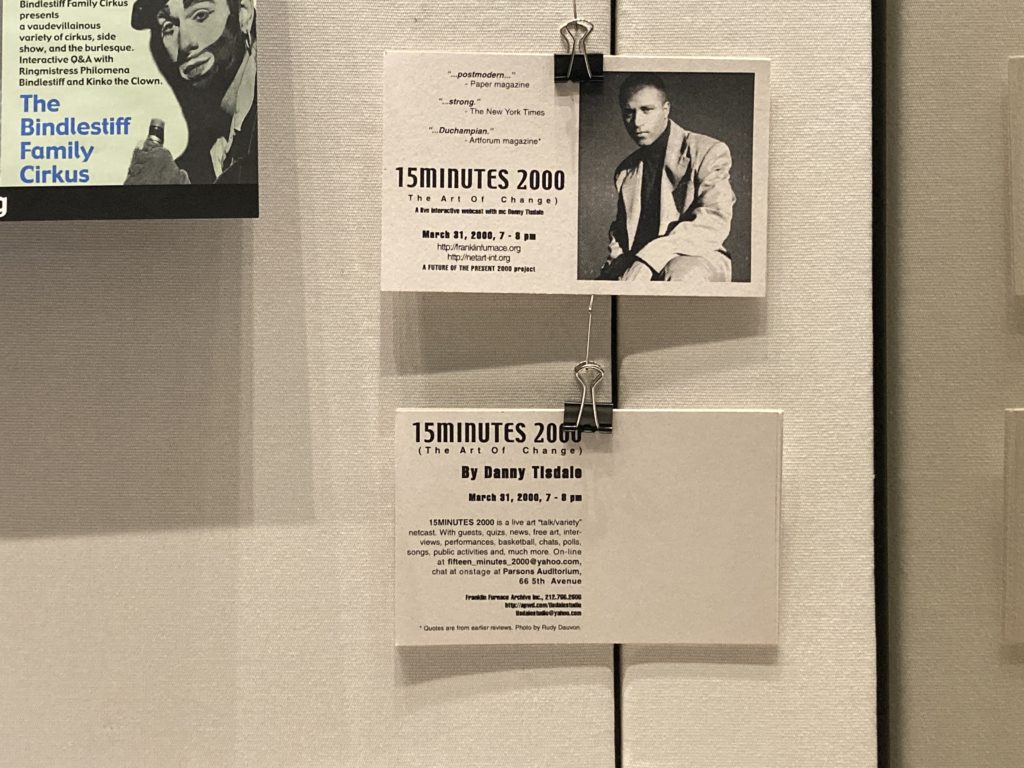 Bindlestiff Family Cirkus
presents
a vaudevillainous
variety of cirkus, side
show, and the burlesque.
Interactive Q&A with
Ringmistress Philomena
Bindlestiff and Kinko the Clown.
The
Bindlestiff
Family
Cirkus
g
"...postmodern..."
- Paper magazine
"...strong."
- The New York Times
"...Duchampian."
- Artforum magazine*
15MINUTES 2000
The Art Of Change)
A live interactive webcast with mc Danny Tisdale
March 31, 2000, 7 - 8 pm
http://franklinfurnace.org
http://netart-int.org
A FUTURE OF THE PRESENT 2000 project
15MINUTES 2000
(The Art Of Change)
By Danny Tisdale
March 31, 2000, 7 - 8 pm
15MINUTES 2000 is a live art "talk/variety"
netcast. With guests, quizs, news, free art, inter-
views, performances, basketball, chats, polls,
songs, public activities and, much more. On-line
at fifteen_minutes_2000@yahoo.com,
chat at onstage at Parsons Auditorium,
66 5th Avenue
Franklin Furnace Archive Inc., 212.766.2606
tisdalestudio@yahoo.com
* Quotes are from earlier reviews. Photo by Rudy Dauvon.